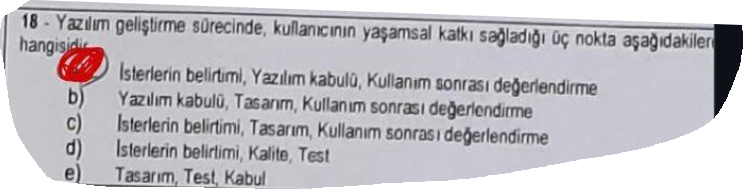 18 - Yazılım geliştirme sürecinde, kullanıcının yaşamsal katkı sağladığı üç nokta aşağıdakiler
hangisidir
İsterlerin belirtimi, Yazılım kabulü, Kullanım sonrası değerlendirme
b) Yazılım kabulü, Tasarım, Kullanım sonrası değerlendirme
c) İsterlerin belirtimi, Tasarım, Kullanım sonrası değerlendirme
d) İsterlerin belirtimi, Kalite, Test
e) Tasarım, Test, Kabul